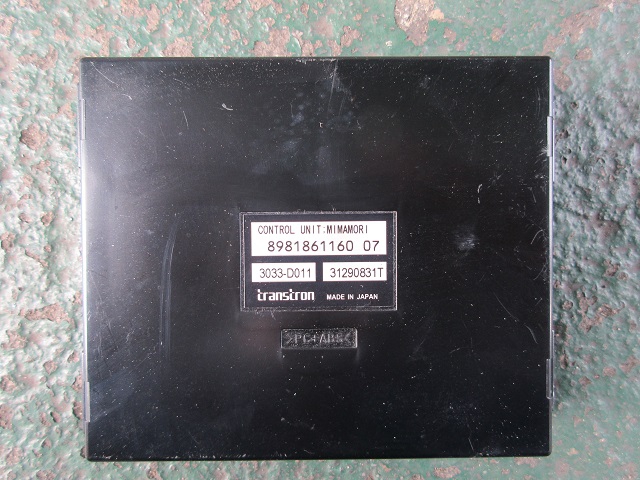 CONTROL UNIT:MIMAMORI
8981861160 07
3033-D011 31290831T
transtron MADE IN JAPAN
>PC+ABS<